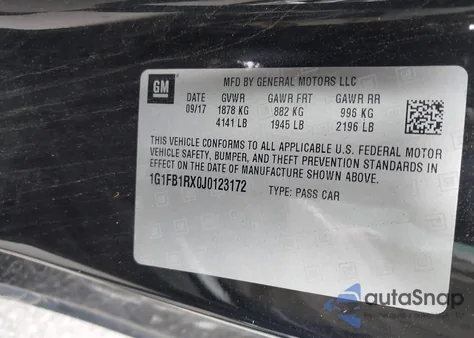 GM
MFD BY GENERAL MOTORS LLC
DATE GVWR GAWR FRT GAWR RR
09/17 1878 KG 882 KG 996 KG
4141 LB 1945 LB 2196 LB
THIS VEHICLE CONFORMS TO ALL APPLICABLE U.S. FEDERAL MOTOR
VEHICLE SAFETY, BUMPER, AND THEFT PREVENTION STANDARDS IN
EFFECT ON THE DATE OF MANUFACTURE SHOWN ABOVE.
1G1FB1RX0J0123172 TYPE: PASS CAR
autoSnap